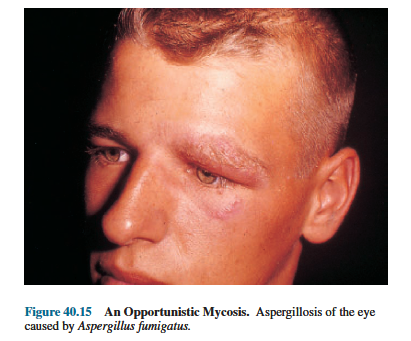 Figure 40.15 An Opportunistic Mycosis. Aspergillosis of the eye
caused by Aspergillus fumigatus.